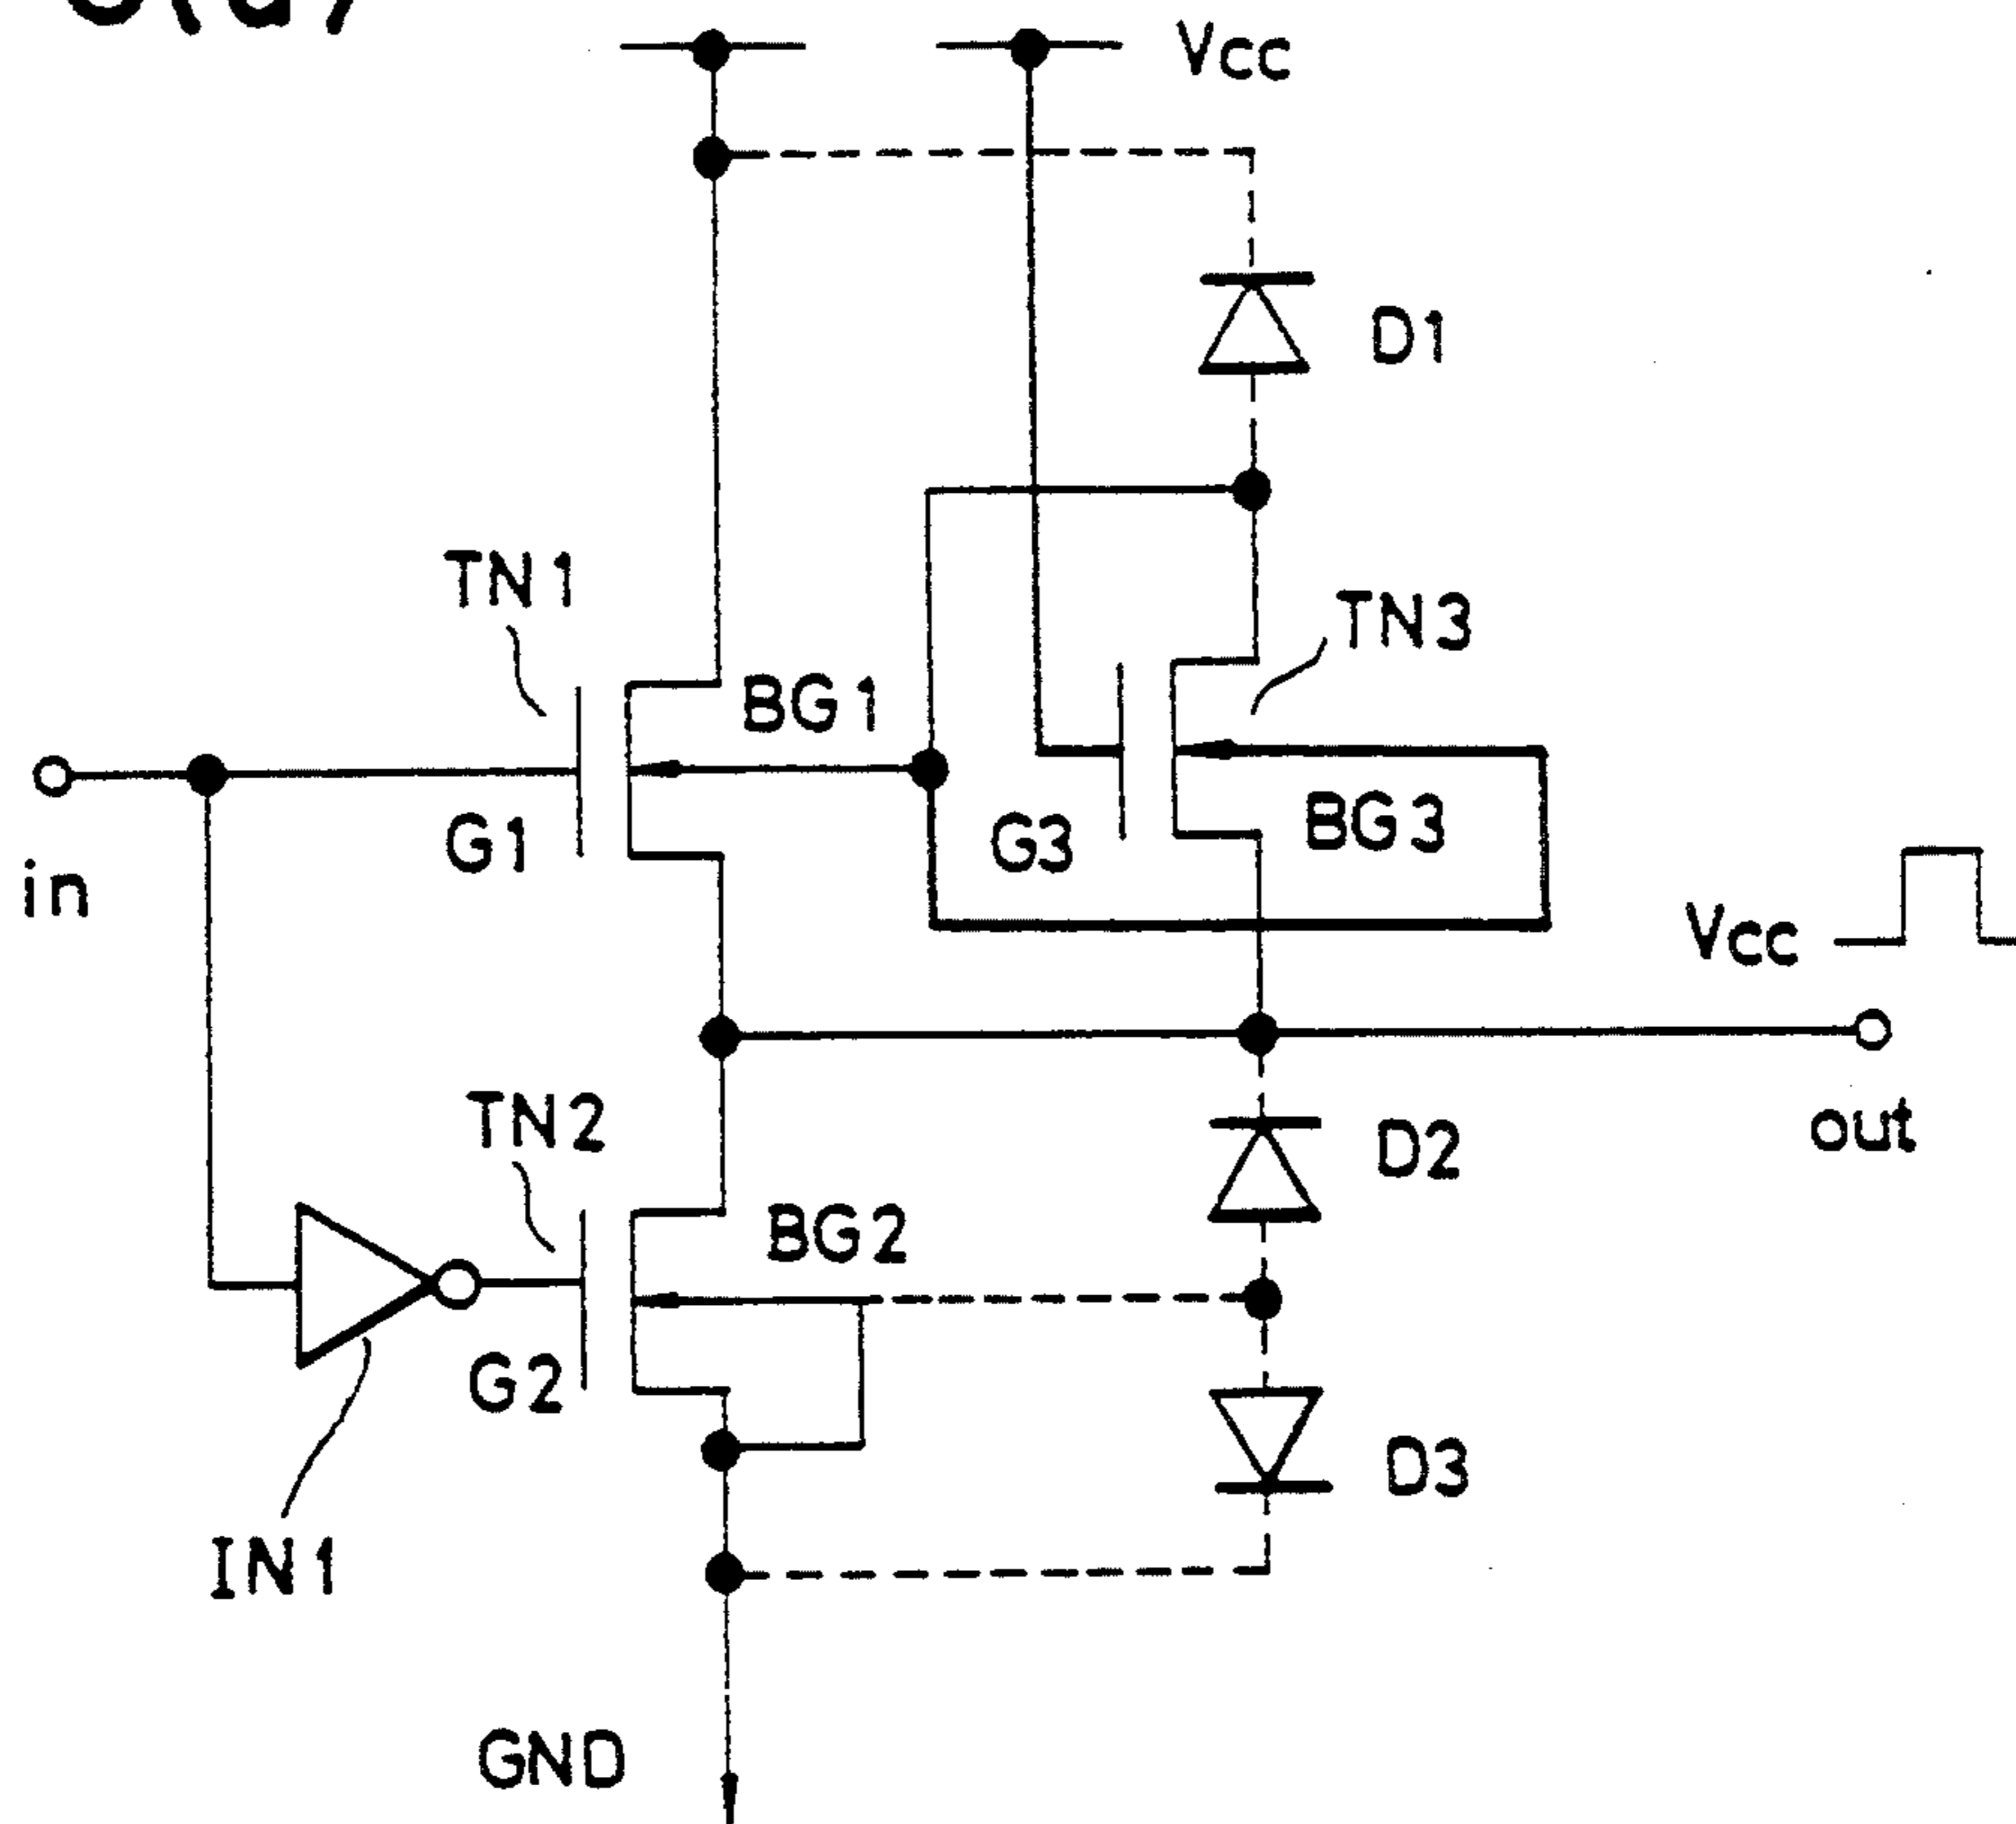 Vcc
D1
TN1
TN3
BG1
G1
G3
BG3
in
Vcc
TN2
D2
out
BG2
G2
D3
IN1
GND